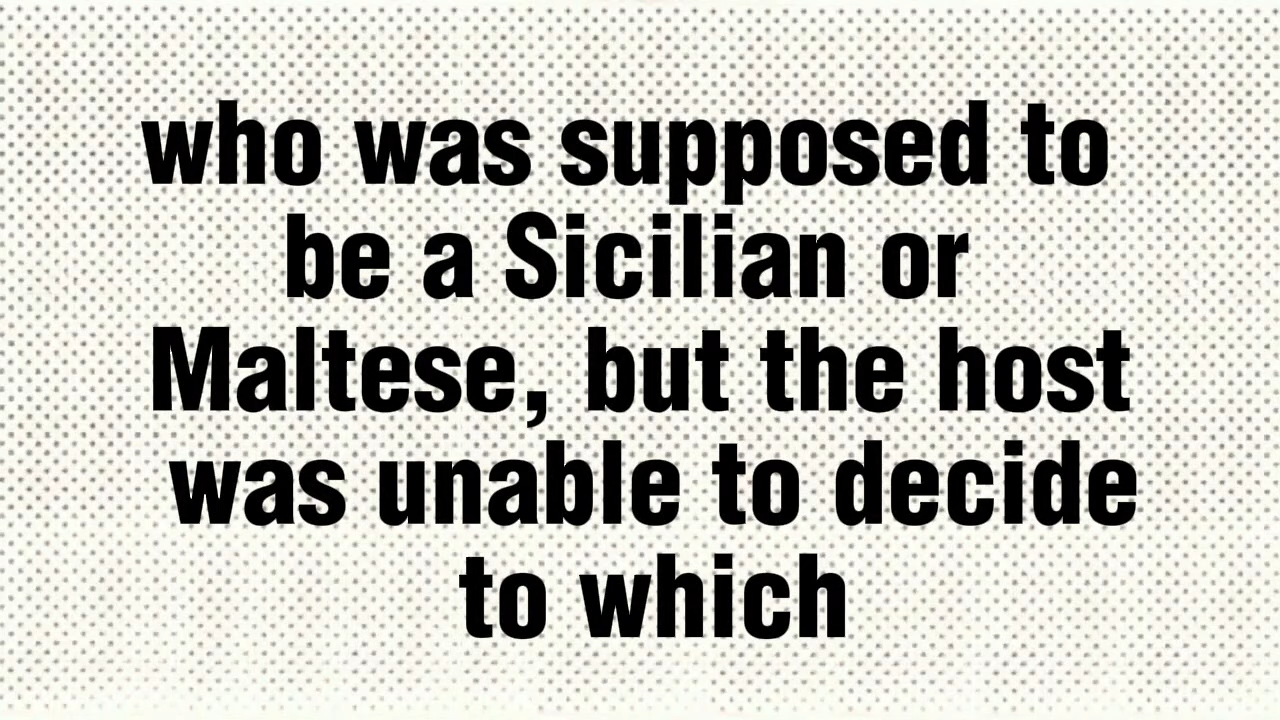 who was supposed to
be a Sicilian or
Maltese, but the host
was unable to decide
to which